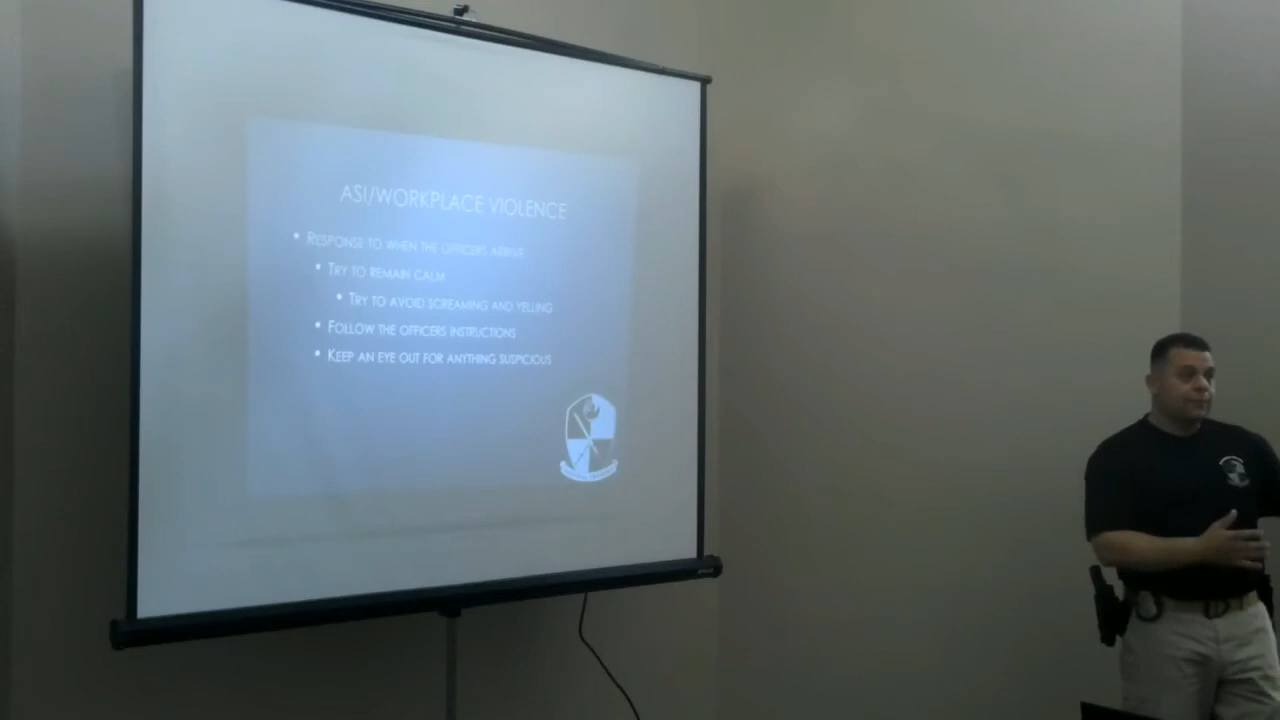 ASI/WORKPLACE VIOLENCE
• RESPONSE TO WHEN THE OFFICERS ARRIVE
• TRY TO REMAIN CALM
• TRY TO AVOID SCREAMING AND YELLING
• FOLLOW THE OFFICERS INSTRUCTIONS
• KEEP AN EYE OUT FOR ANYTHING SUSPICIOUS